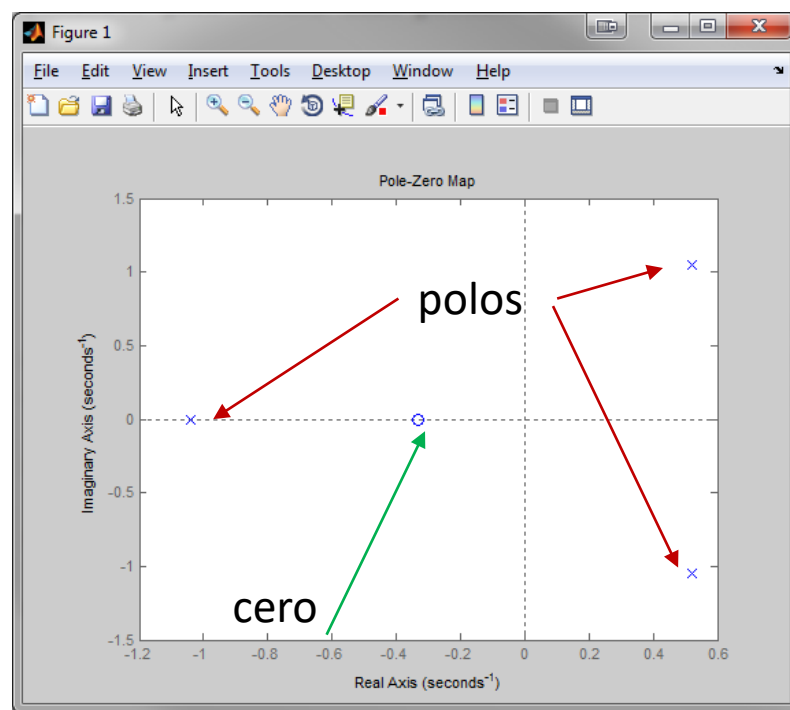 Figure 1
File Edit View Insert Tools Desktop Window Help
Pole-Zero Map
1.5
1
0.5
0
-0.5
-1
-1.5
Imaginary Axis (seconds⁻¹)
polos
cero
-1.2 -1 -0.8 -0.6 -0.4 -0.2 0 0.2 0.4 0.6
Real Axis (seconds⁻¹)